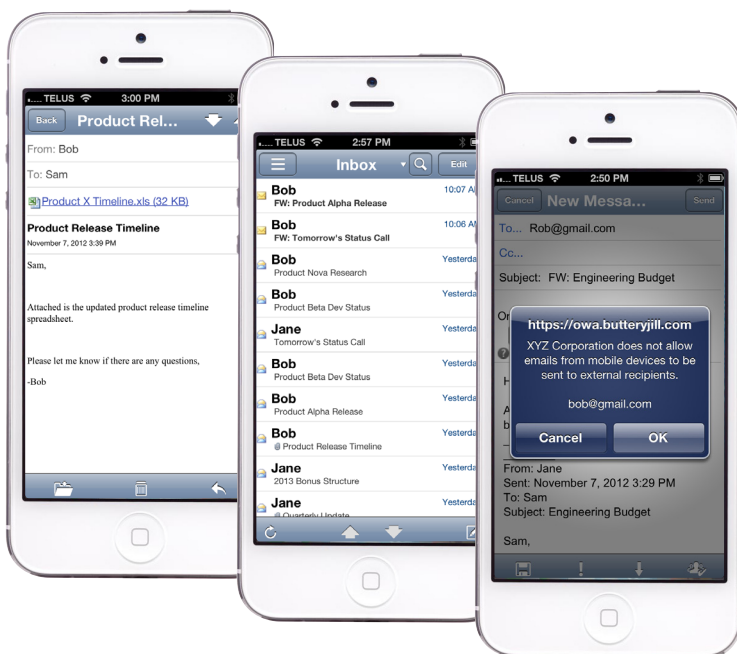 TELUS 3:00 PM
Back Product Rel...
From: Bob
To: Sam
Product X Timeline.xls (32 KB)
Product Release Timeline
November 7, 2012 3:39 PM
Sam,
Attached is the updated product release timeline
spreadsheet.
Please let me know if there are any questions,
-Bob
TELUS 2:57 PM
Inbox Edit
Bob 10:07 AM
FW: Product Alpha Release
Bob 10:06 AM
FW: Tomorrow's Status Call
Bob Yesterda
Product Nova Research
Bob Yesterda
Product Beta Dev Status
Jane Yesterda
Tomorrow's Status Call
Bob Yesterda
Product Beta Dev Status
Bob Yesterda
Product Alpha Release
Bob Yesterda
Product Release Timeline
Jane Yesterda
2013 Bonus Structure
Jane Yesterda
Quarterly Update
TELUS 2:50 PM
Cancel New Messa... Send
To... Rob@gmail.com
Cc...
Subject: FW: Engineering Budget
https://owa.butteryjill.com
XYZ Corporation does not allow
emails from mobile devices to be
sent to external recipients.
bob@gmail.com
Cancel OK
From: Jane
Sent: November 7, 2012 3:29 PM
To: Sam
Subject: Engineering Budget
Sam,